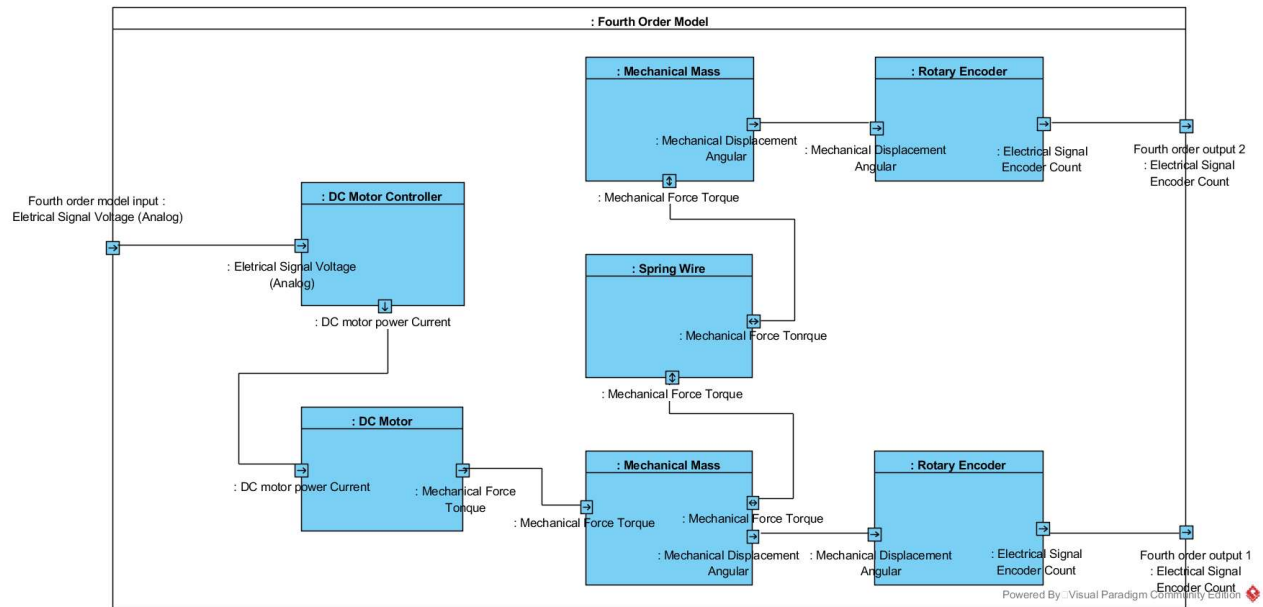 : Fourth Order Model
: Mechanical Mass
: Rotary Encoder
: Mechanical Displacement
Angular
: Mechanical Displacement
Angular
: Electrical Signal
Encoder Count
Fourth order output 2
: Electrical Signal
Encoder Count
: Mechanical Force Torque
Fourth order model input :
Eletrical Signal Voltage (Analog)
: DC Motor Controller
: Eletrical Signal Voltage
(Analog)
: DC motor power Current
: Spring Wire
: Mechanical Force Tonrque
: Mechanical Force Torque
: DC Motor
: DC motor power Current
: Mechanical Force
Tonque
: Mechanical Mass
: Mechanical Force Torque
: Mechanical Force Torque
: Mechanical Displacement
Angular
: Rotary Encoder
: Mechanical Displacement
Angular
: Electrical Signal
Encoder Count
Fourth order output 1
: Electrical Signal
Encoder Count
Powered By Visual Paradigm Community Edition